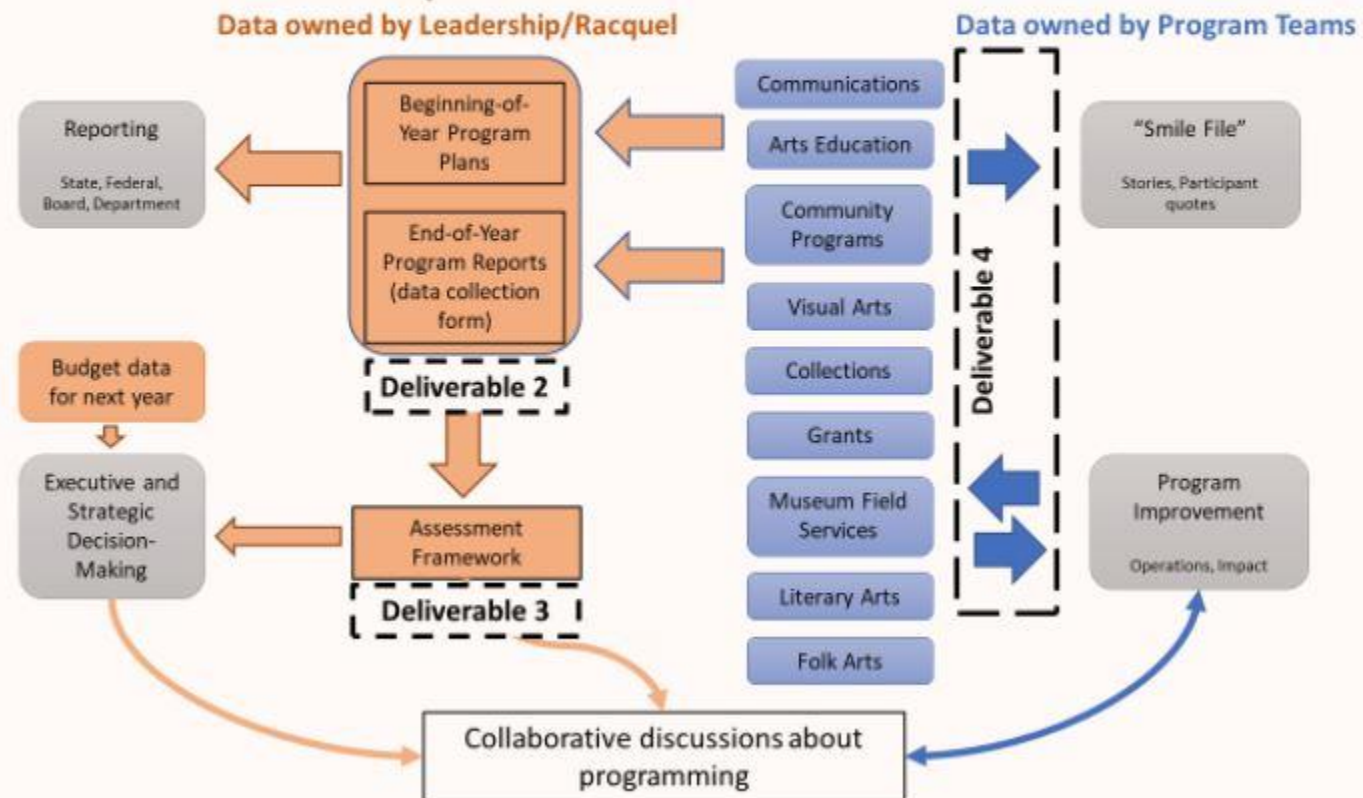 Data owned by Leadership/Racquel
Data owned by Program Teams
Reporting
State, Federal,
Board, Department
Beginning-of-
Year Program
Plans
End-of-Year
Program Reports
(data collection
form)
Deliverable 2
Budget data
for next year
Executive and
Strategic
Decision-
Making
Assessment
Framework
Deliverable 3
Communications
Arts Education
Community
Programs
Visual Arts
Collections
Grants
Museum Field
Services
Literary Arts
Folk Arts
Deliverable 4
"Smile File"
Stories, Participant
quotes
Program
Improvement
Operations, Impact
Collaborative discussions about
programming